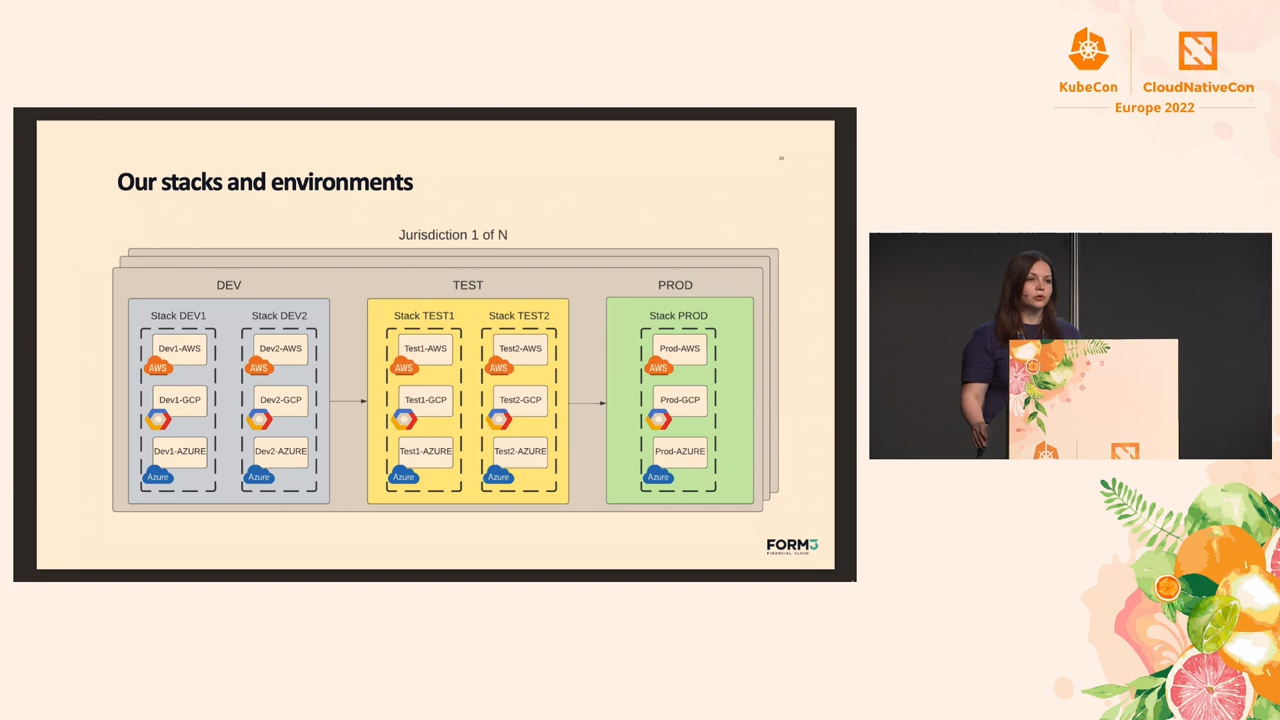 KubeCon
CloudNativeCon
Europe 2022
Our stacks and environments
Jurisdiction 1 of N
DEV
TEST
PROD
Stack DEV1
Stack DEV2
Stack TEST1
Stack TEST2
Stack PROD
Dev1-AWS
Dev2-AWS
Test1-AWS
Test2-AWS
Prod-AWS
AWS
AWS
AWS
AWS
AWS
Dev1-GCP
Dev2-GCP
Test1-GCP
Test2-GCP
Prod-GCP
Dev1-AZURE
Dev2-AZURE
Test1-AZURE
Test2-AZURE
Prod-AZURE
Azure
Azure
Azure
Azure
Azure
FORM3
FINANCIAL CLOUD